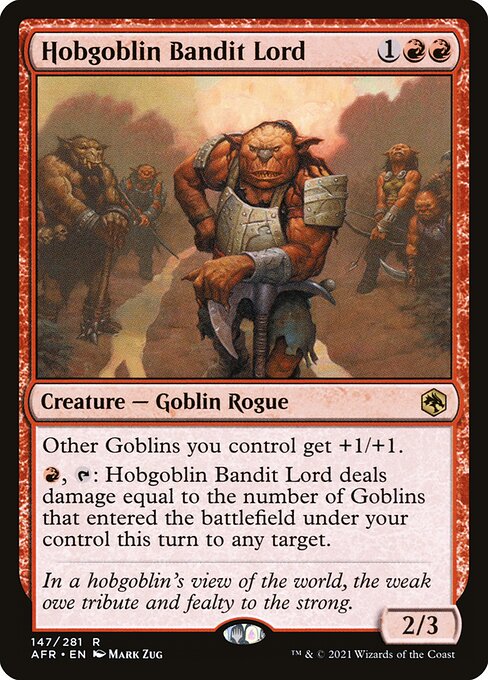 Hobgoblin Bandit Lord 1
Creature — Goblin Rogue
Other Goblins you control get +1/+1.
, : Hobgoblin Bandit Lord deals
damage equal to the number of Goblins
that entered the battlefield under your
control this turn to any target.
In a hobgoblin's view of the world, the weak
owe tribute and fealty to the strong.
2/3
147/281 R
AFR • EN Mark Zug
™ & © 2021 Wizards of the Coast